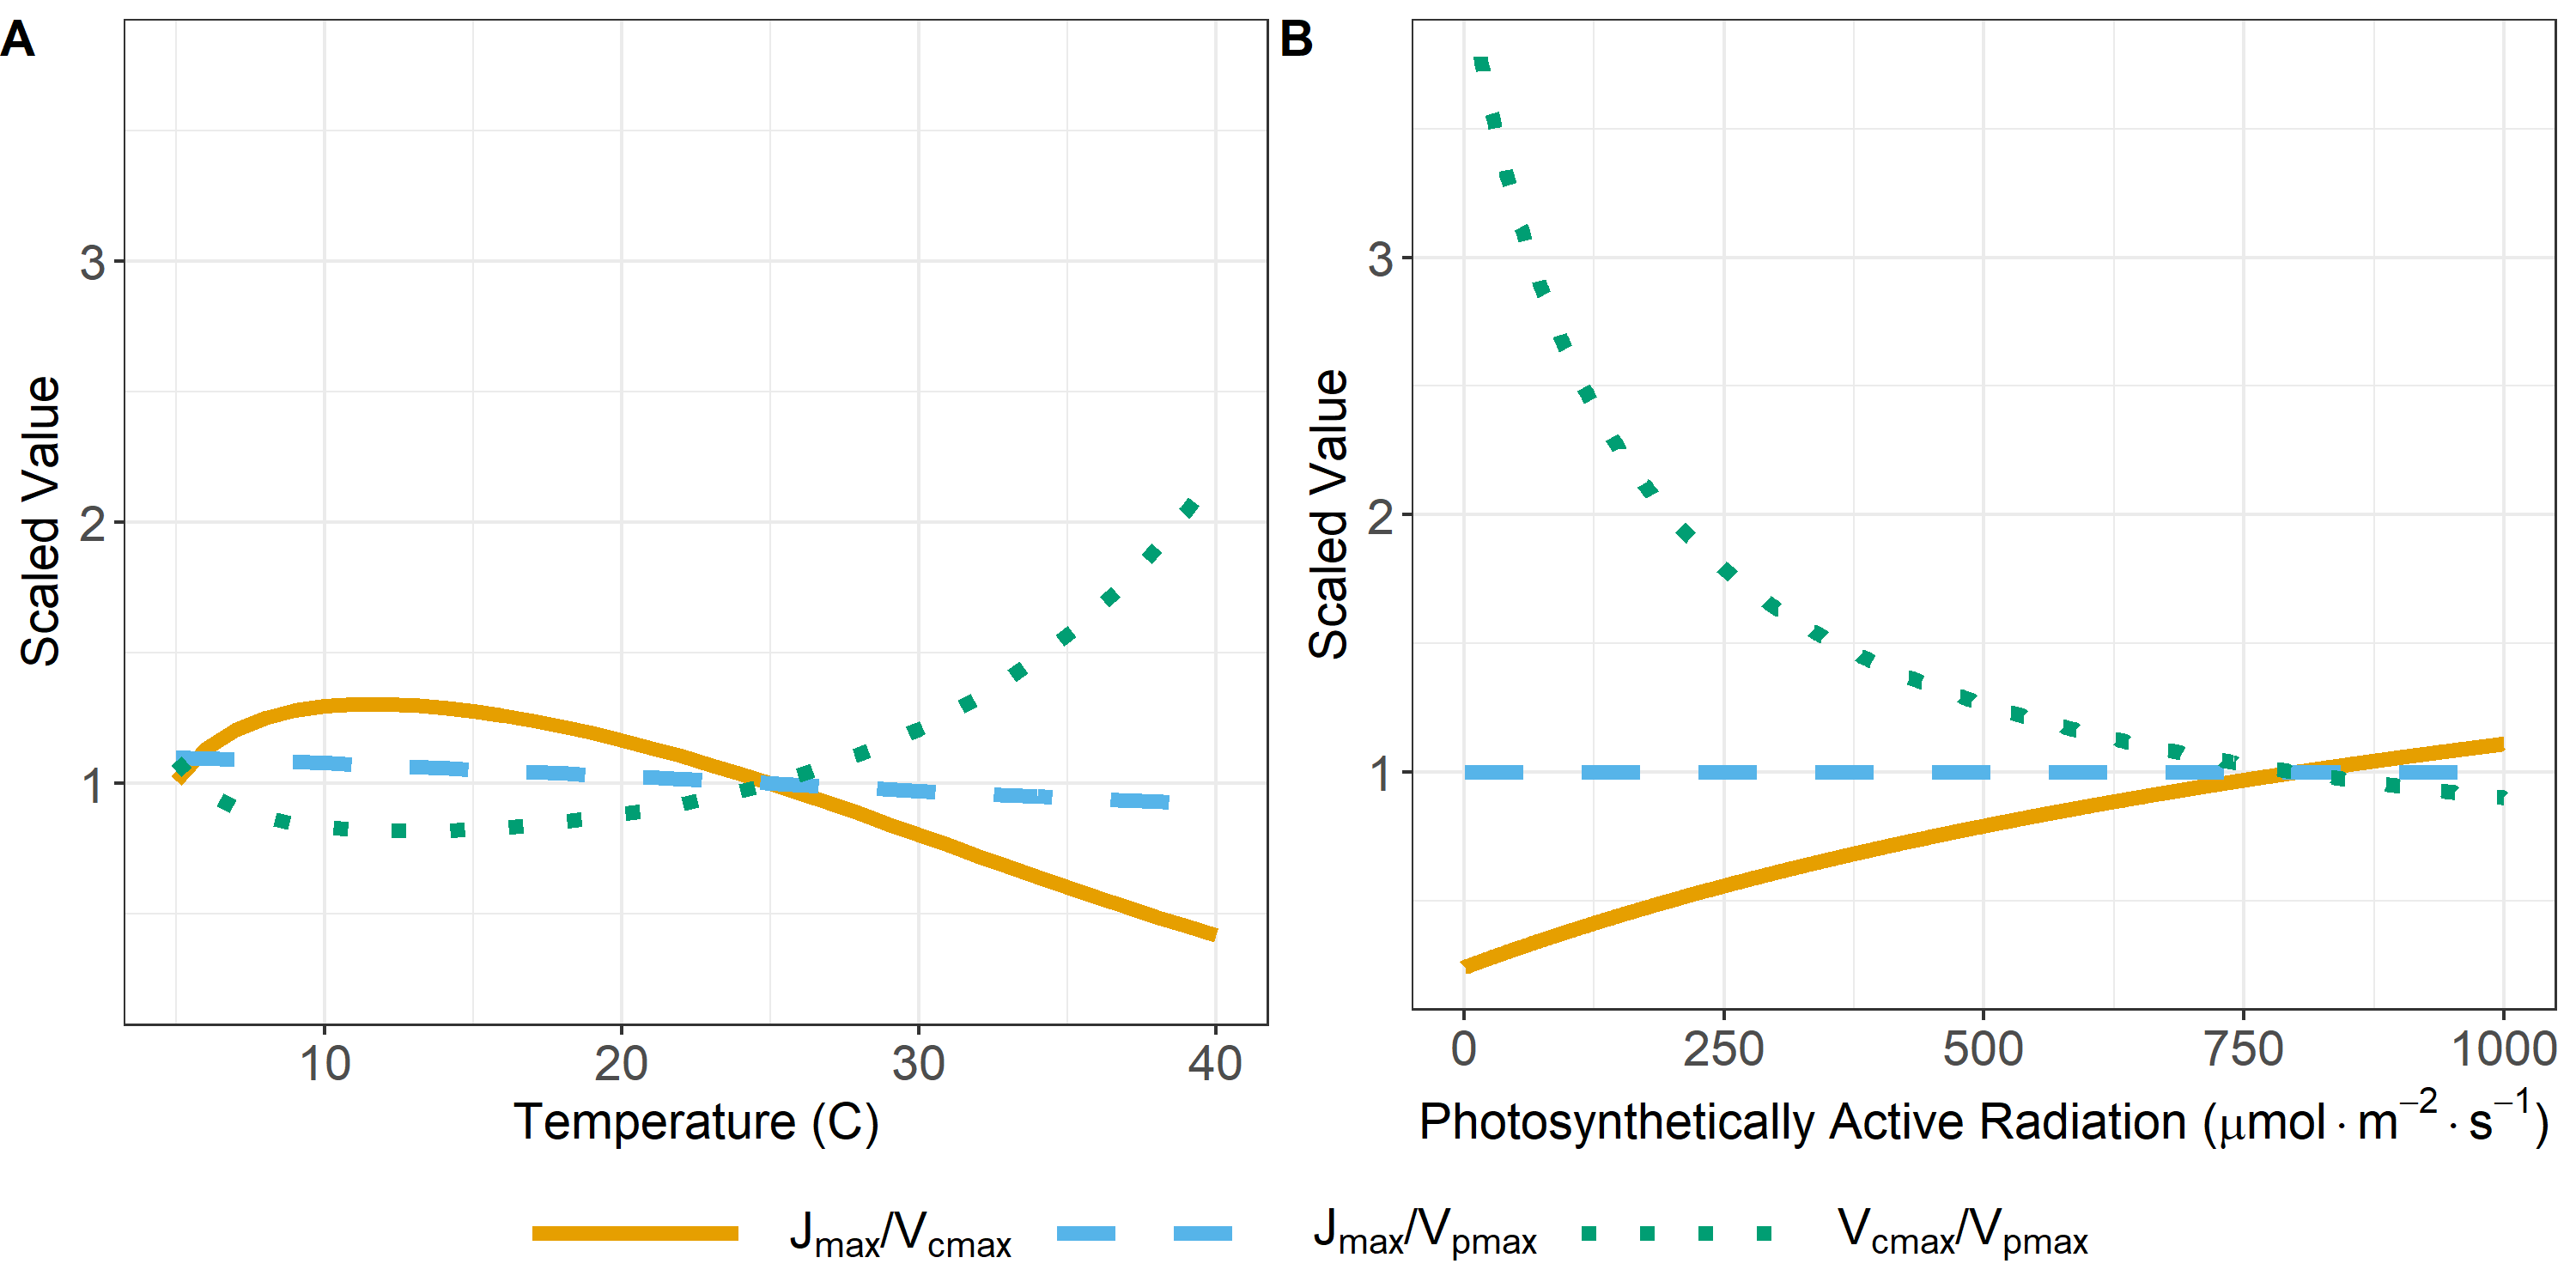 A
B
3
2
1
Scaled Value
10 20 30 40
Temperature (C)
3
2
1
Scaled Value
0 250 500 750 1000
Photosynthetically Active Radiation (μmol · m⁻² · s⁻¹)
Jmax/Vcmax Jmax/Vpmax Vcmax/Vpmax